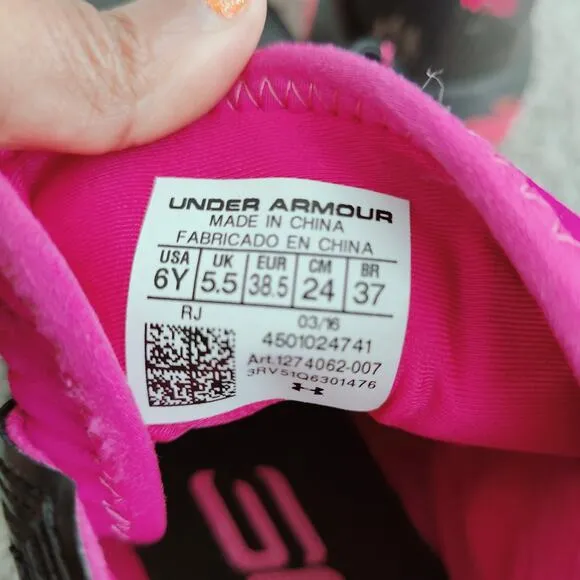 UNDER ARMOUR
MADE IN CHINA
FABRICADO EN CHINA
USA UK EUR CM BR
6Y 5.5 38.5 24 37
RJ 03/16
4501024741
Art.1274062-007
3RV51Q6301476